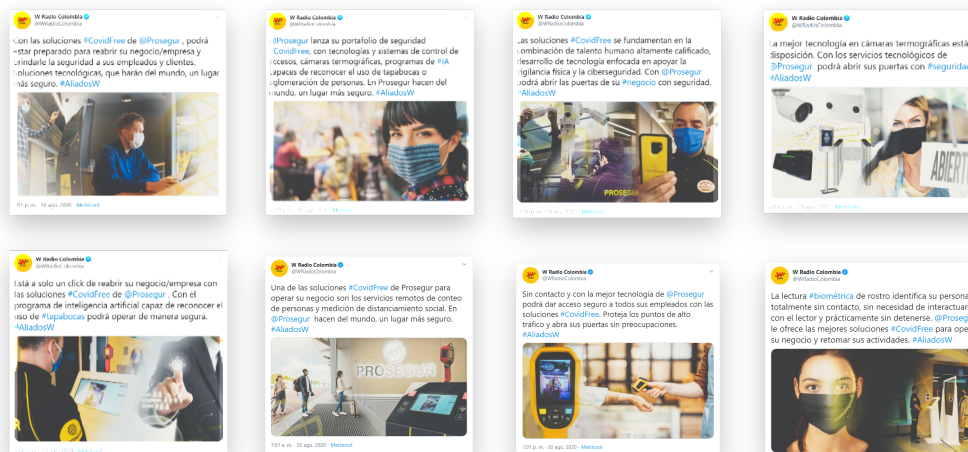 W Radio Colombia
@WRadioColombia
Con las soluciones #CovidFree de @Prosegur , podrá
estar preparado para reabrir su negocio/empresa y
brindarle la seguridad a sus empleados y clientes.
Soluciones tecnológicas, que harán del mundo, un lugar
más seguro. #AliadosW
01 p. m. · 18 ago. 2020 · Metricool
W Radio Colombia
@WRadioColombia
@Prosegur lanza su portafolio de seguridad
#CovidFree, con tecnologías y sistemas de control de
accesos, cámaras termográficas, programas de #IA
capaces de reconocer el uso de tapabocas o
aglomeración de personas. En Prosegur hacen del
mundo, un lugar más seguro. #AliadosW
W Radio Colombia
@WRadioColombia
Las soluciones #CovidFree se fundamentan en la
combinación de talento humano altamente calificado,
desarrollo de tecnología enfocada en apoyar la
vigilancia física y la ciberseguridad. Con @Prosegur
podrá abrir las puertas de su #negocio con seguridad.
#AliadosW
PROSEGUR
W Radio Colombia
@WRadioColombia
La mejor tecnología en cámaras termográficas está
disposición. Con los servicios tecnológicos de
@Prosegur podrá abrir sus puertas con #seguridad
#AliadosW
ABIERT
W Radio Colombia
@WRadioColombia
Está a solo un click de reabrir su negocio/empresa con
las soluciones #CovidFree de @Prosegur . Con el
programa de inteligencia artificial capaz de reconocer el
uso de #tapabocas podrá operar de manera segura.
#AliadosW
W Radio Colombia
@WRadioColombia
Una de las soluciones #CovidFree de Prosegur para
operar su negocio son los servicios remotos de conteo
de personas y medición de distanciamiento social. En
@Prosegur hacen del mundo, un lugar más seguro.
#AliadosW
PROSEGUR
7:01 a. m. · 20 ago. 2020 · Metricool
W Radio Colombia
@WRadioColombia
Sin contacto y con la mejor tecnología de @Prosegur
podrá dar acceso seguro a todos sus empleados con las
soluciones #CovidFree. Proteja los puntos de alto
tráfico y abra sus puertas sin preocupaciones.
#AliadosW
1:01 p. m. · 20 ago. 2020 · Metricool
W Radio Colombia
@WRadioColombia
La lectura #biométrica de rostro identifica su persona
totalmente sin contacto, sin necesidad de interactuar
con el lector y prácticamente sin detenerse. @Proseg
le ofrece las mejores soluciones #CovidFree para ope
su negocio y retomar sus actividades. #AliadosW